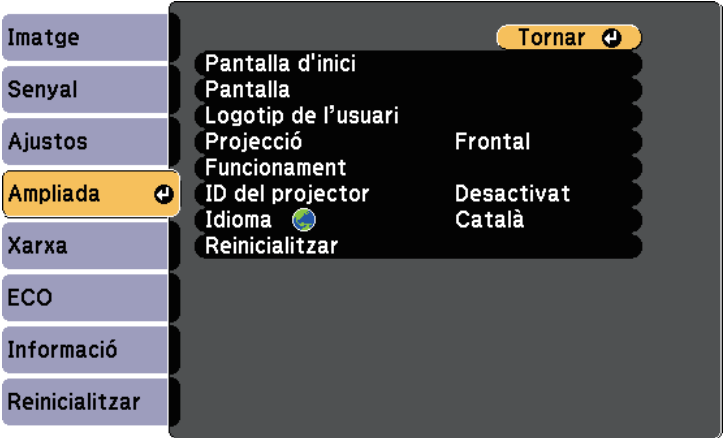 Imatge
Senyal
Ajustos
Ampliada
Xarxa
ECO
Informació
Reinicialitzar
Tornar
Pantalla d'inici
Pantalla
Logotip de l’usuari
Projecció Frontal
Funcionament
ID del projector Desactivat
Idioma Català
Reinicialitzar